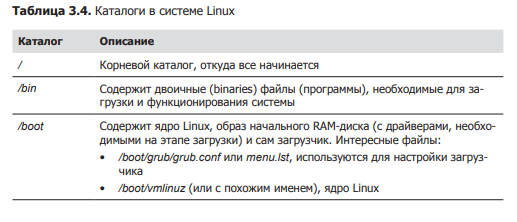 Таблица 3.4. Каталоги в системе Linux
Каталог Описание
/ Корневой каталог, откуда все начинается
/bin Содержит двоичные (binaries) файлы (программы), необходимые для за-
грузки и функционирования системы
/boot Содержит ядро Linux, образ начального RAM-диска (с драйверами, необхо-
димыми на этапе загрузки) и сам загрузчик. Интересные файлы:
• /boot/grub/grub.conf или menu.lst, используются для настройки загруз-
чика
• /boot/vmlinuz (или с похожим именем), ядро Linux